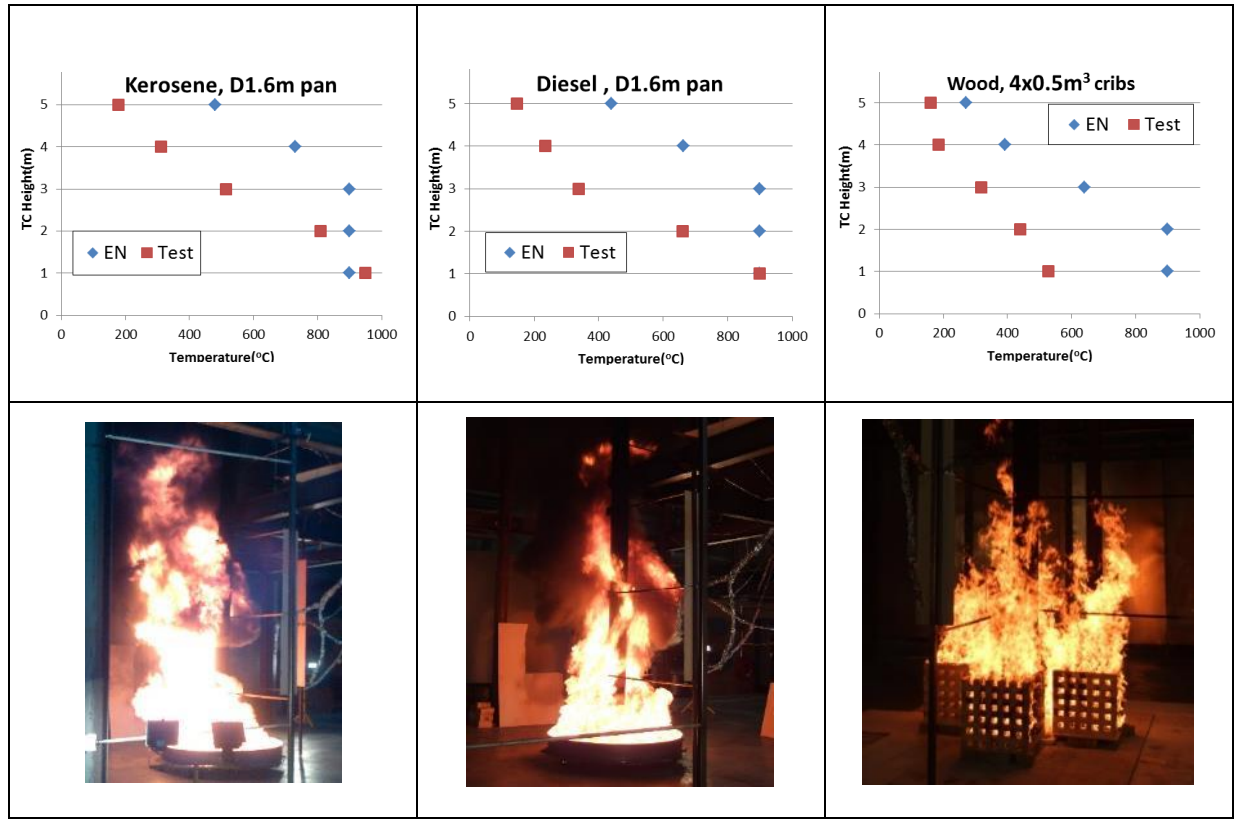 Kerosene, D1.6m pan
TC Height(m)
5
4
3
2
1
0
EN Test
0 200 400 600 800 1000
Temperature(°C)
Diesel , D1.6m pan
TC Height(m)
5
4
3
2
1
0
EN Test
0 200 400 600 800 1000
Temperature(°C)
Wood, 4x0.5m³ cribs
TC Height(m)
5
4
3
2
1
0
EN Test
0 200 400 600 800 1000
Temperature(°C)